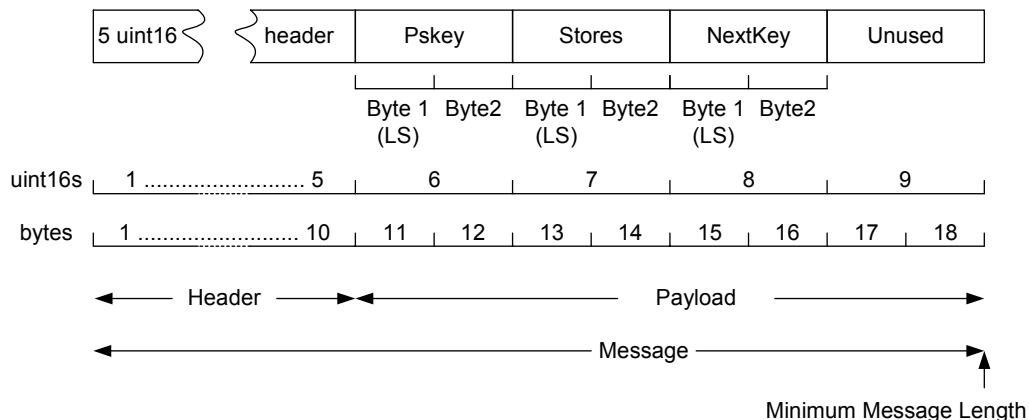 5 uint16 header Pskey Stores NextKey Unused
Byte 1 Byte2 Byte 1 Byte2 Byte 1 Byte2
(LS) (LS) (LS)
uint16s 1 .......................... 5 6 7 8 9
bytes 1 .......................... 10 11 12 13 14 15 16 17 18
Header Payload
Message
Minimum Message Length